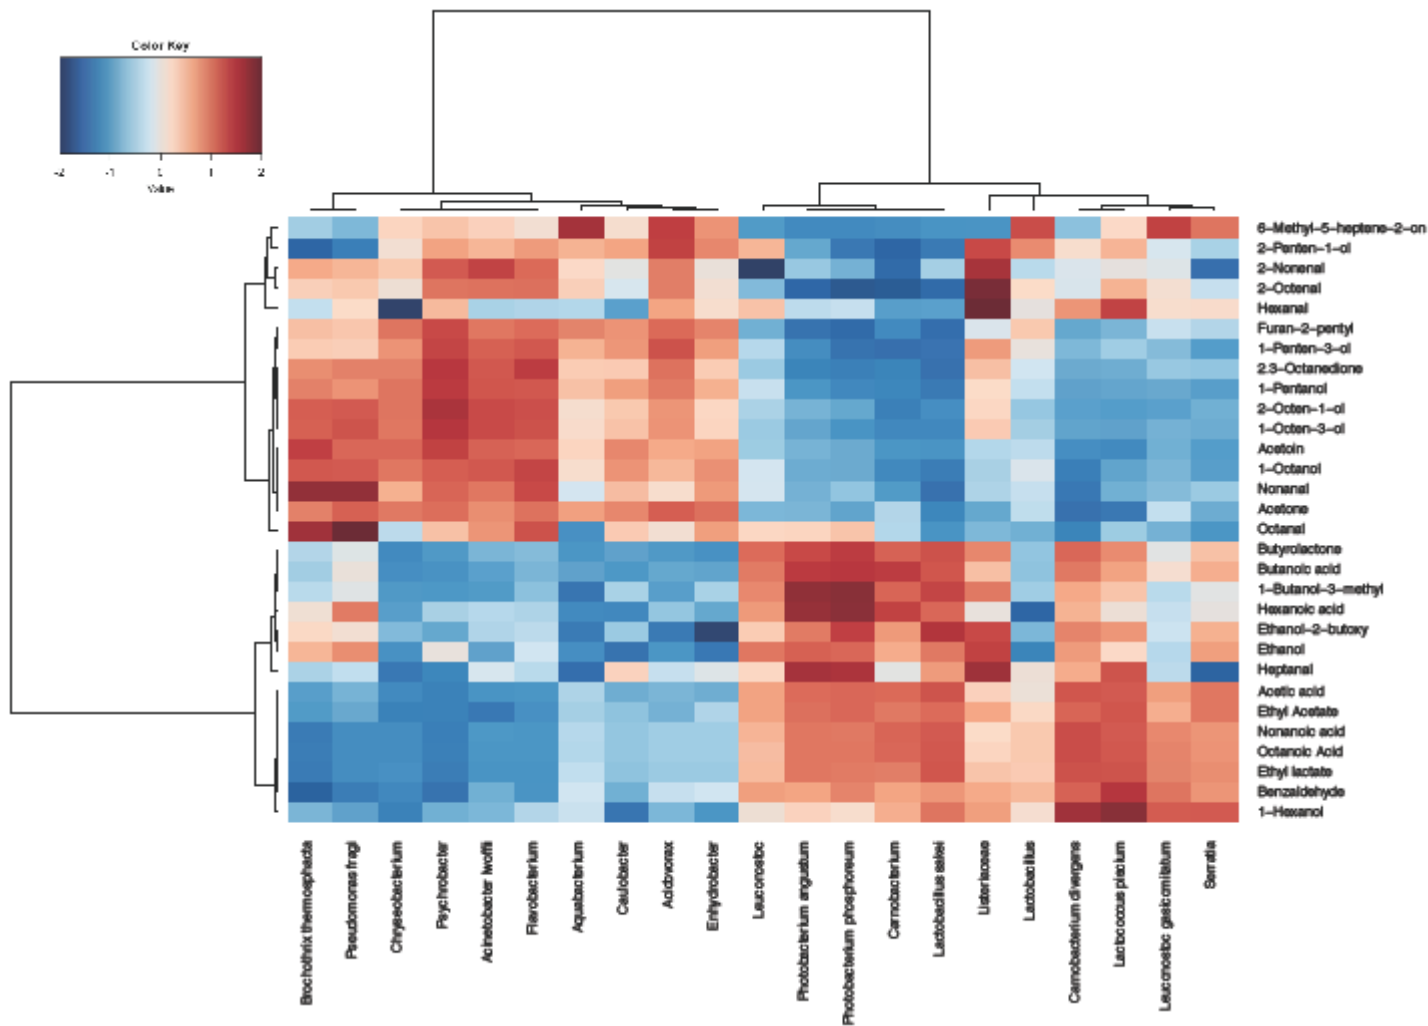 Color Key
-2 -1 0 1 2
Value
6-Methyl-5-heptene-2-on
2-Penten-1-ol
2-Nonenal
2-Octenal
Hexanal
Furan-2-pentyl
1-Penten-3-ol
2.3-Octanedione
1-Pentanol
2-Octen-1-ol
1-Octen-3-ol
Acetoin
1-Octanol
Nonanal
Acetone
Octanal
Butyrolactone
Butanoic acid
1-Butanol-3-methyl
Hexanoic acid
Ethanol-2-butoxy
Ethanol
Heptanal
Acetic acid
Ethyl Acetate
Nonanoic acid
Octanoic Acid
Ethyl lactate
Benzaldehyde
1-Hexanol
Brochothrix thermosphacta
Pseudomonas fragi
Chryseobacterium
Psychrobacter
Acinetobacter lwoffii
Flavobacterium
Aquabacterium
Caulobacter
Acidovorax
Enhydrobacter
Leuconostoc
Photobacterium angustum
Photobacterium phosphoreum
Carnobacterium
Lactobacillus sakei
Listeriaceae
Lactobacillus
Carnobacterium divergens
Lactococcus piscium
Leuconostoc gasicomitatum
Serratia